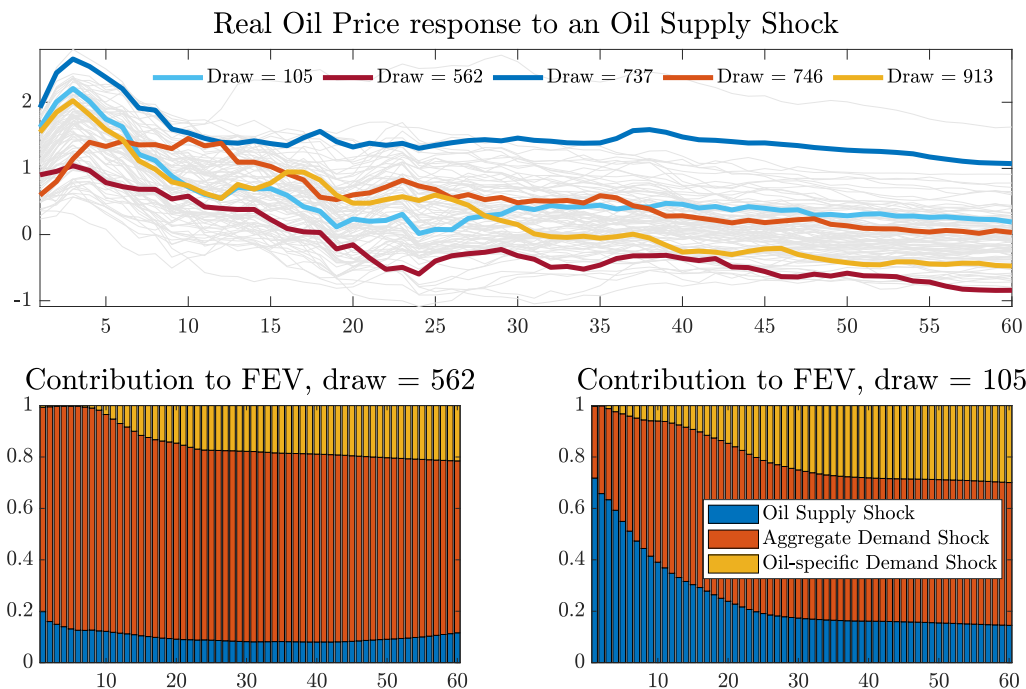 Real Oil Price response to an Oil Supply Shock
Draw = 105 Draw = 562 Draw = 737 Draw = 746 Draw = 913
2
1
0
-1
5 10 15 20 25 30 35 40 45 50 55 60
Contribution to FEV, draw = 562
1
0.8
0.6
0.4
0.2
0
10 20 30 40 50 60
Contribution to FEV, draw = 105
1
0.8
0.6
0.4
0.2
0
Oil Supply Shock
Aggregate Demand Shock
Oil-specific Demand Shock
10 20 30 40 50 60